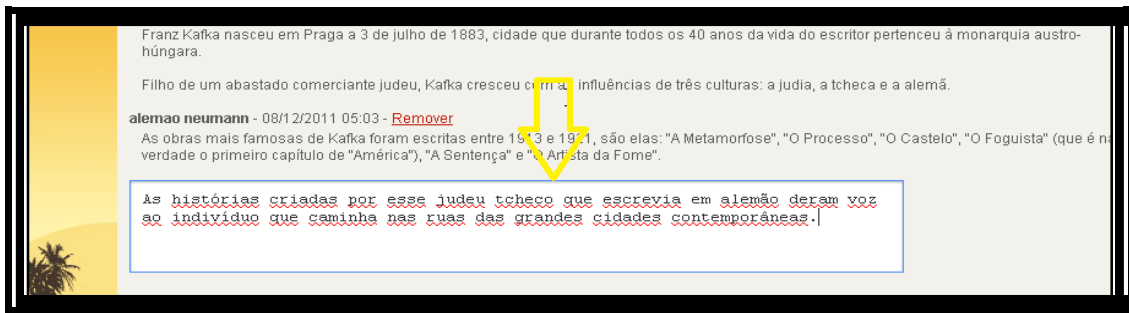 Franz Kafka nasceu em Praga a 3 de julho de 1883, cidade que durante todos os 40 anos da vida do escritor pertenceu à monarquia austro-
húngara.
Filho de um abastado comerciante judeu, Kafka cresceu com as influências de três culturas: a judia, a tcheca e a alemã.
alemao neumann - 08/12/2011 05:03 - Remover
As obras mais famosas de Kafka foram escritas entre 1913 e 1921, são elas: "A Metamorfose", "O Processo", "O Castelo", "O Foguista" (que é na
verdade o primeiro capítulo de "América"), "A Sentença" e "O Artista da Fome".
As histórias criadas por esse judeu tcheco que escrevia em alemão deram voz
ao indivíduo que caminha nas ruas das grandes cidades contemporâneas.